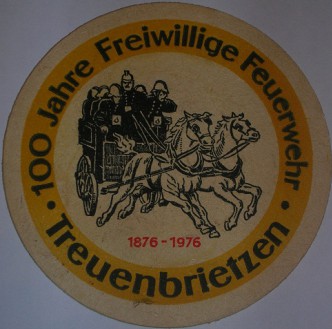 100 Jahre Freiwillige Feuerwehr
1876-1976
Treuenbrietzen